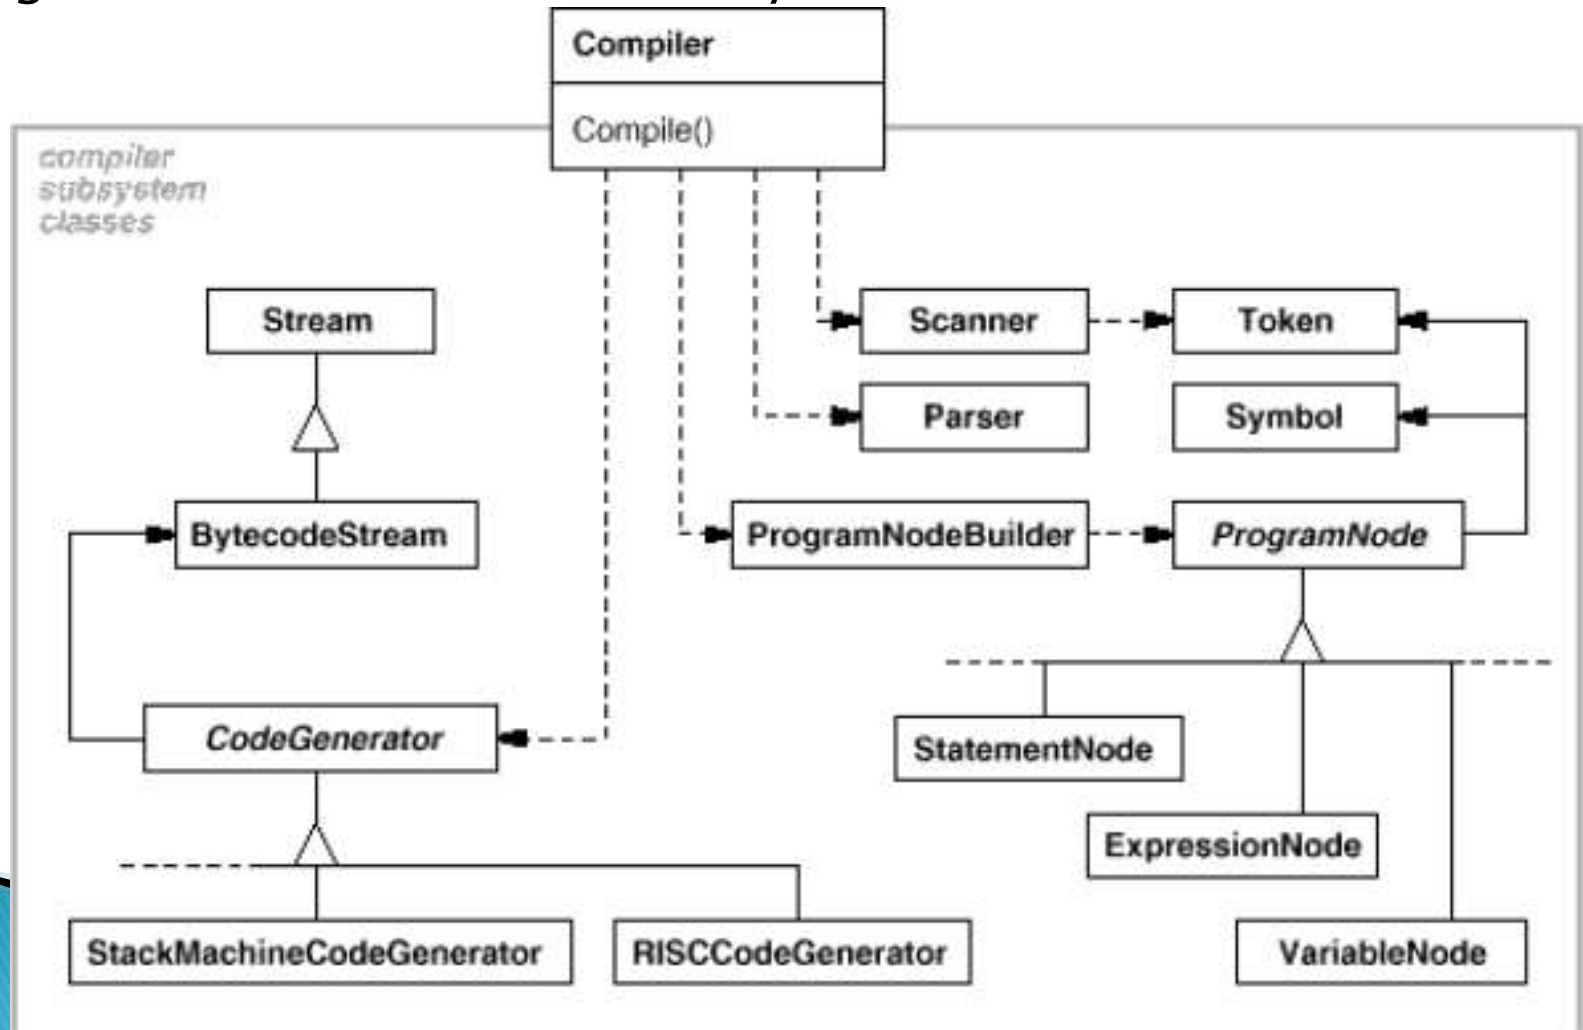 Compiler
Compile()
compiler
subsystem
classes
Stream
Scanner
Token
Parser
Symbol
BytecodeStream
ProgramNodeBuilder
ProgramNode
CodeGenerator
StatementNode
ExpressionNode
StackMachineCodeGenerator
RISCCodeGenerator
VariableNode